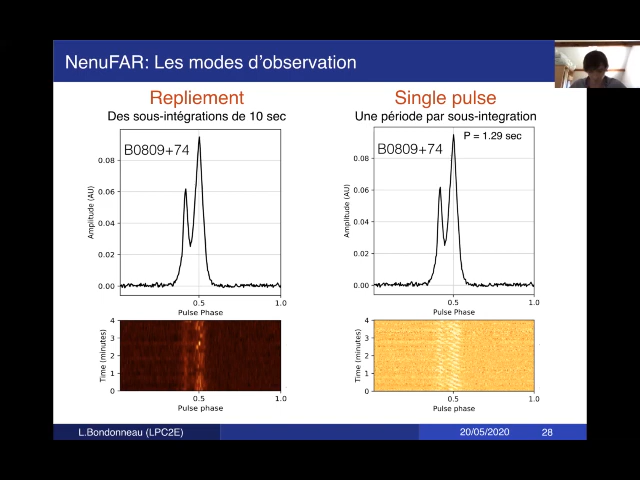 NenuFAR: Les modes d'observation
Repliement
Des sous-intégrations de 10 sec
B0809+74
Amplitude (AU)
0.08
0.06
0.04
0.02
0.00
0.5
1.0
Pulse Phase
Time (minutes)
4
3
2
1
0
0.5
1.0
Pulse phase
Single pulse
Une période par sous-integration
P = 1.29 sec
B0809+74
Amplitude (AU)
0.08
0.06
0.04
0.02
0.00
0.5
1.0
Pulse Phase
Time (minutes)
4
3
2
1
0
0.5
1.0
Pulse phase
L.Bondonneau (LPC2E)
20/05/2020
28